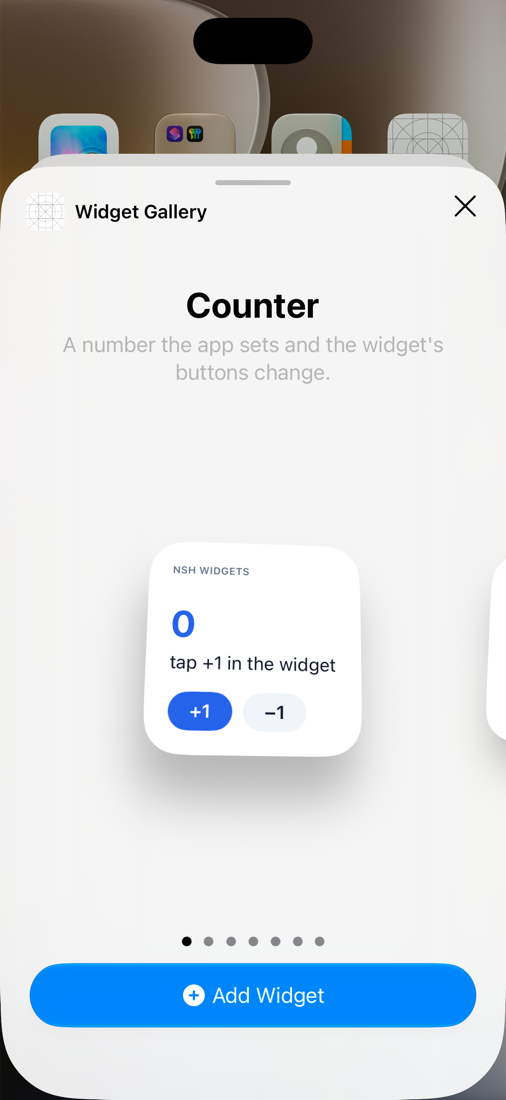 Widget Gallery
Counter
A number the app sets and the widget's
buttons change.
NSH WIDGETS
0
tap +1 in the widget
+1
−1
Add Widget